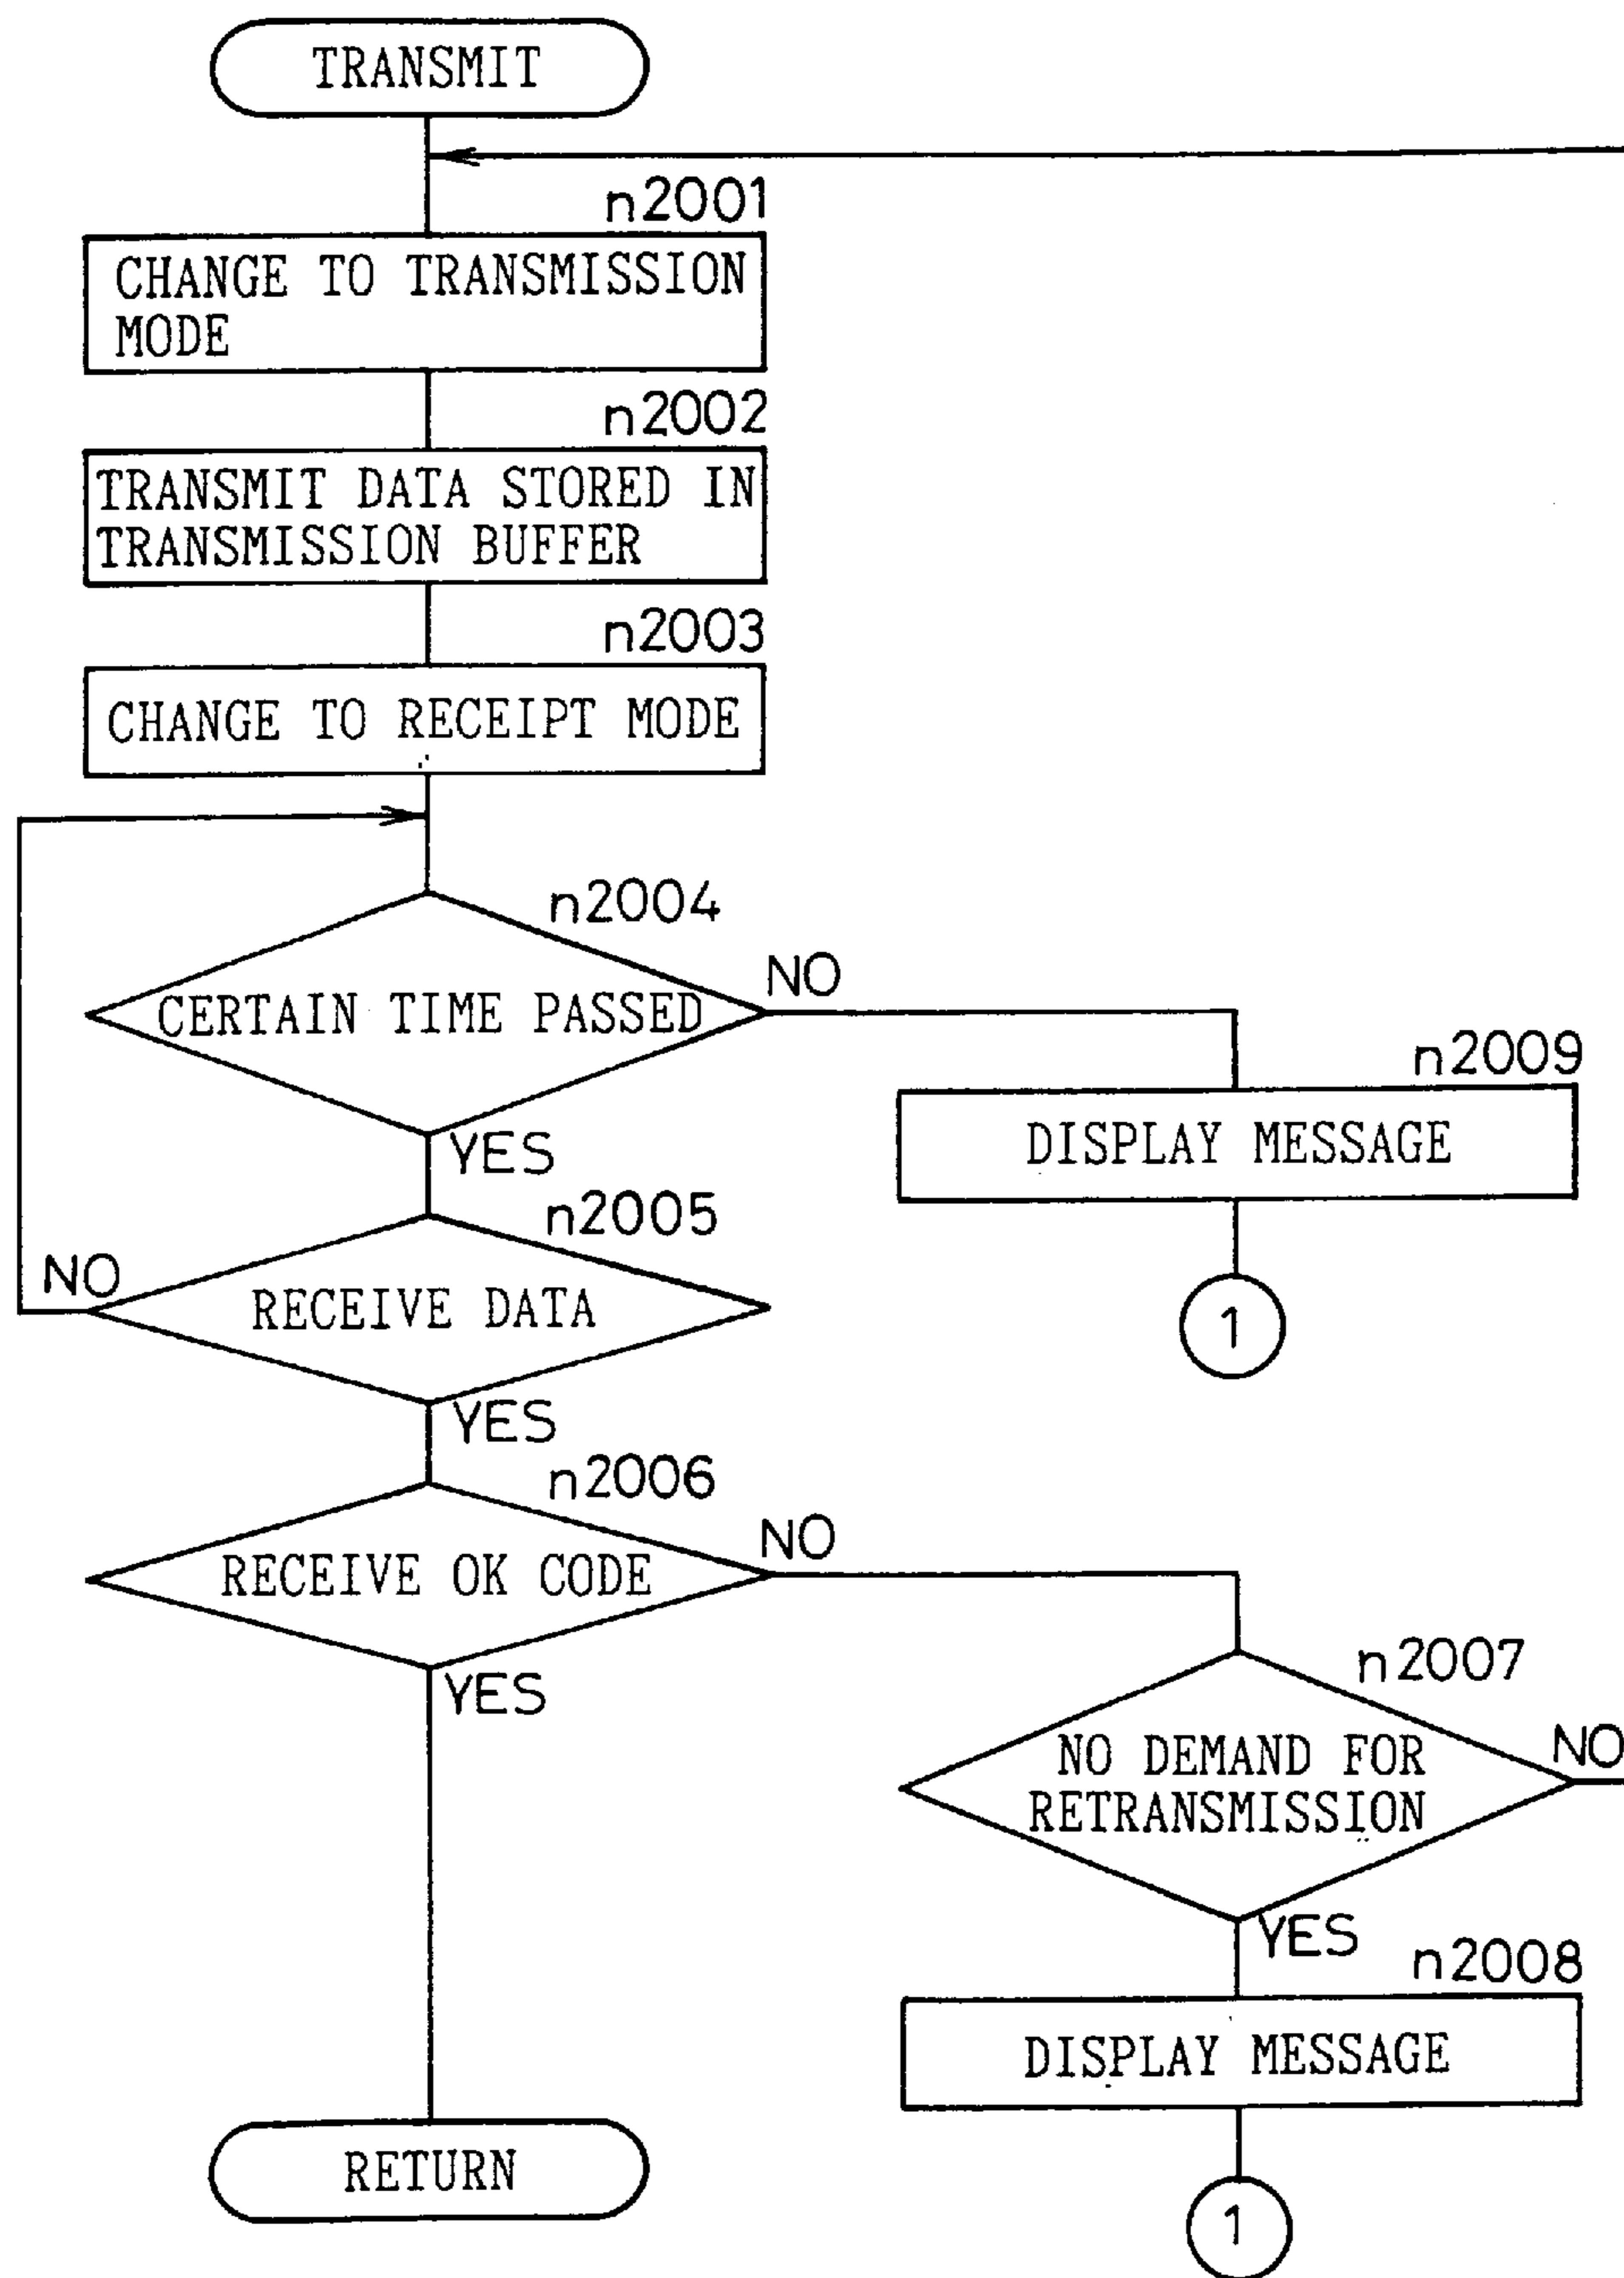 TRANSMIT
n2001
CHANGE TO TRANSMISSION
MODE
n2002
TRANSMIT DATA STORED IN
TRANSMISSION BUFFER
n2003
CHANGE TO RECEIPT MODE
n2004
CERTAIN TIME PASSED
NO
YES
n2009
DISPLAY MESSAGE
1
n2005
RECEIVE DATA
NO
YES
n2006
RECEIVE OK CODE
NO
YES
n2007
NO DEMAND FOR
RETRANSMISSION
NO
YES
n2008
DISPLAY MESSAGE
1
RETURN